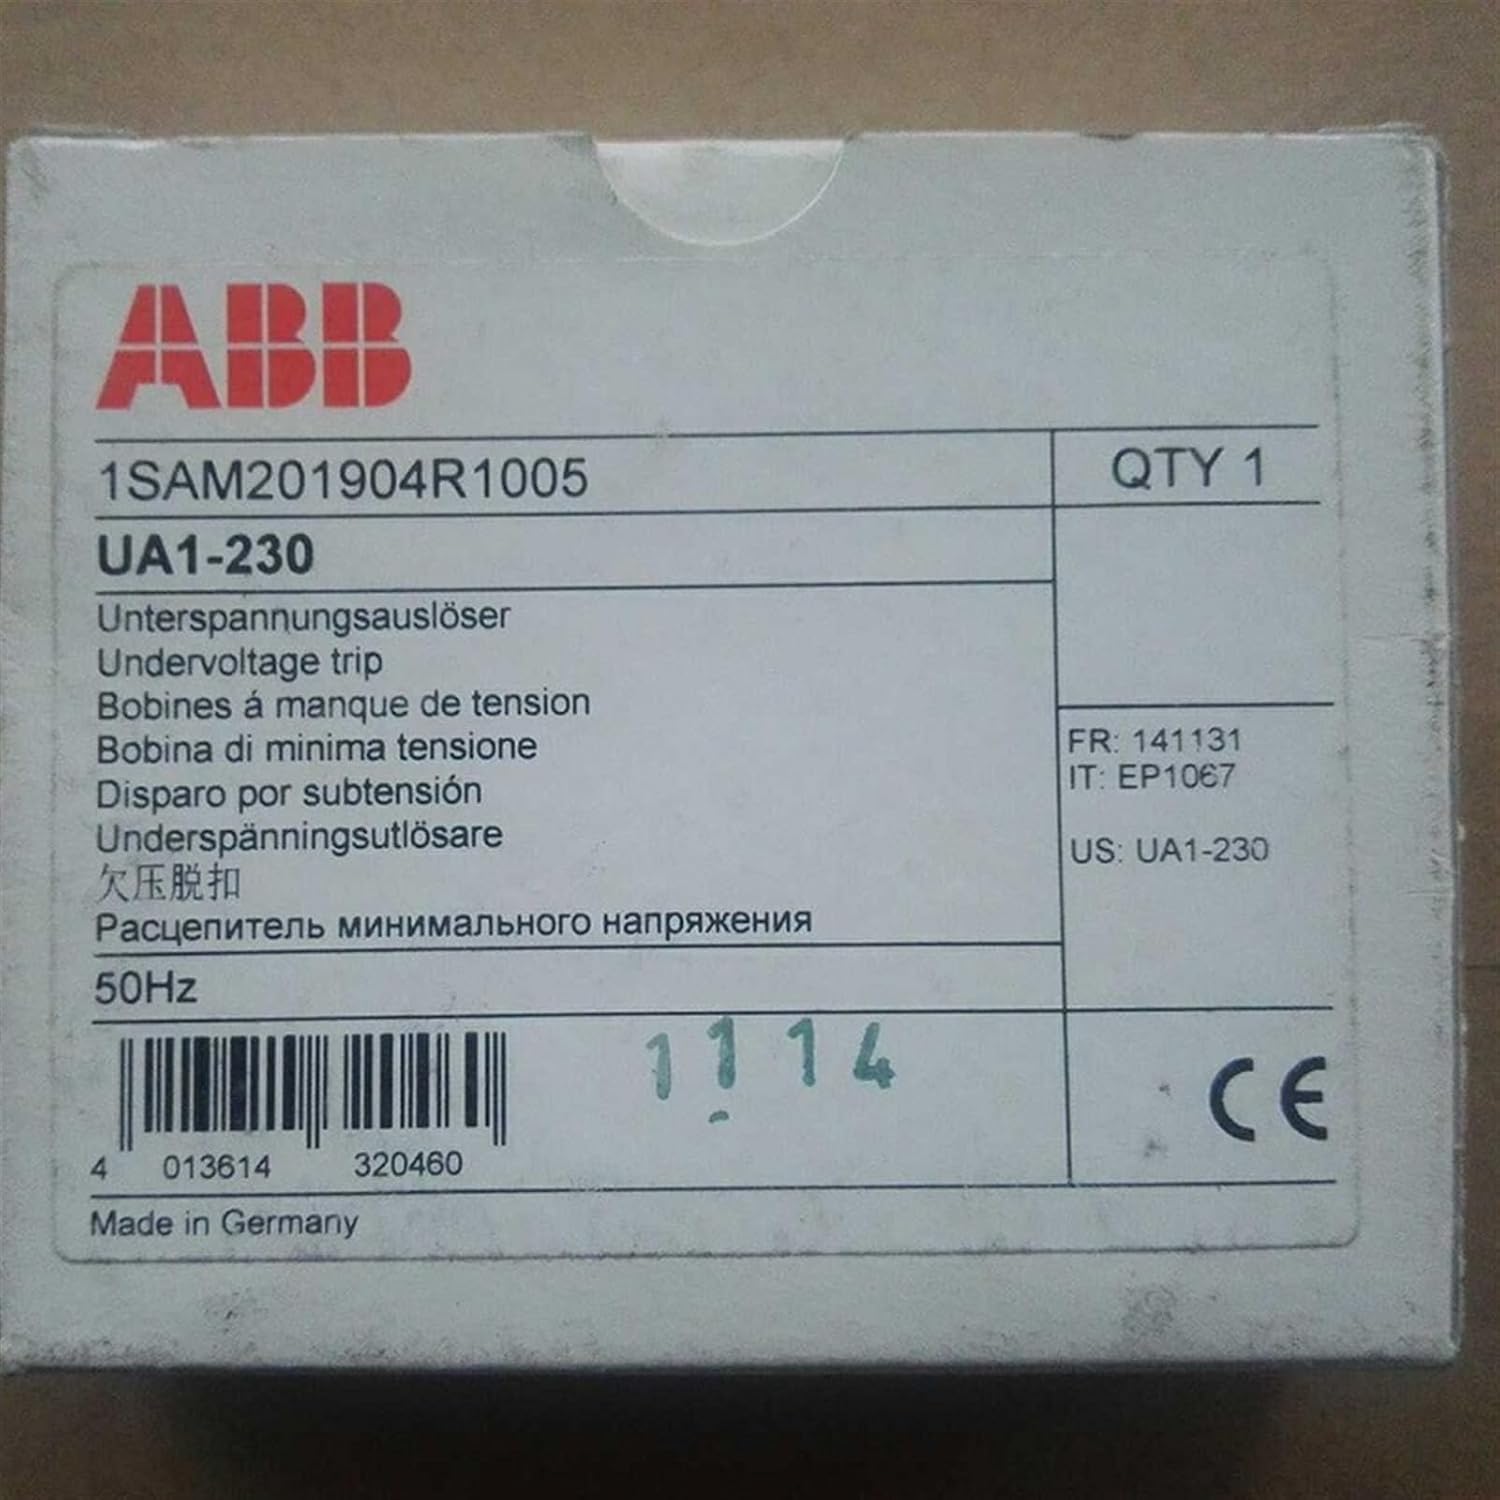 ABB
1SAM201904R1005
QTY 1
UA1-230
Unterspannungsauslöser
Undervoltage trip
Bobines á manque de tension
Bobina di minima tensione
Disparo por subtensión
Underspänningsutlösare
欠压脱扣
Расцепитель минимального напряжения
FR: 141131
IT: EP1067
US: UA1-230
50Hz
1114
CE
4 013614 320460
Made in Germany